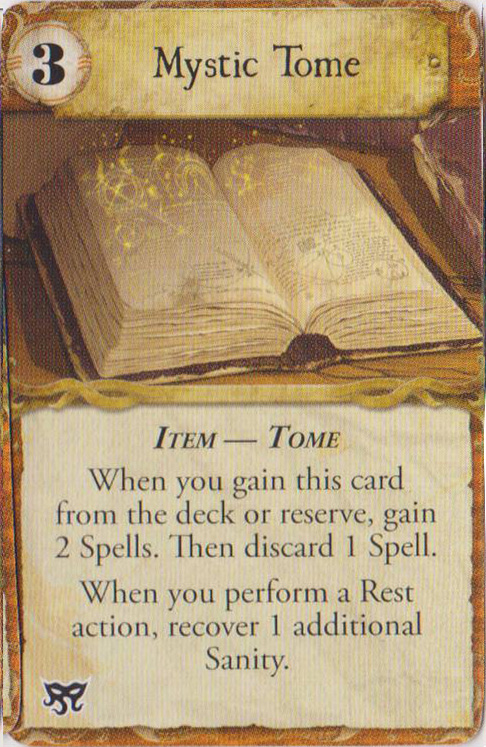 3
Mystic Tome
ITEM — TOME
When you gain this card
from the deck or reserve, gain
2 Spells. Then discard 1 Spell.
When you perform a Rest
action, recover 1 additional
Sanity.